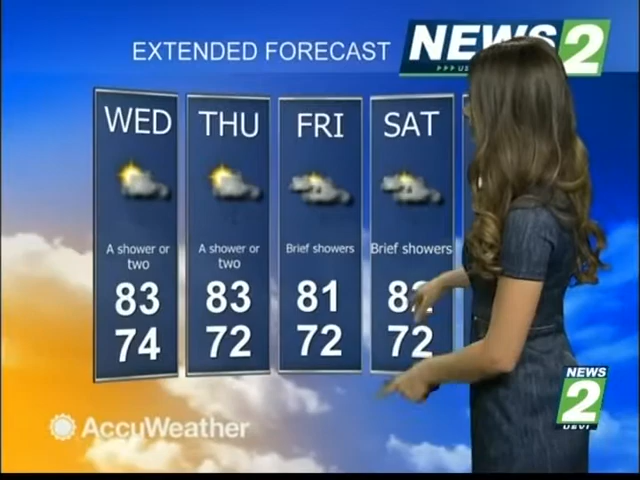 EXTENDED FORECAST
NEWS 2
WED
A shower or
two
83
74
THU
A shower or
two
83
72
FRI
Brief showers
81
72
SAT
Brief showers
72
AccuWeather
NEWS
2
USVI